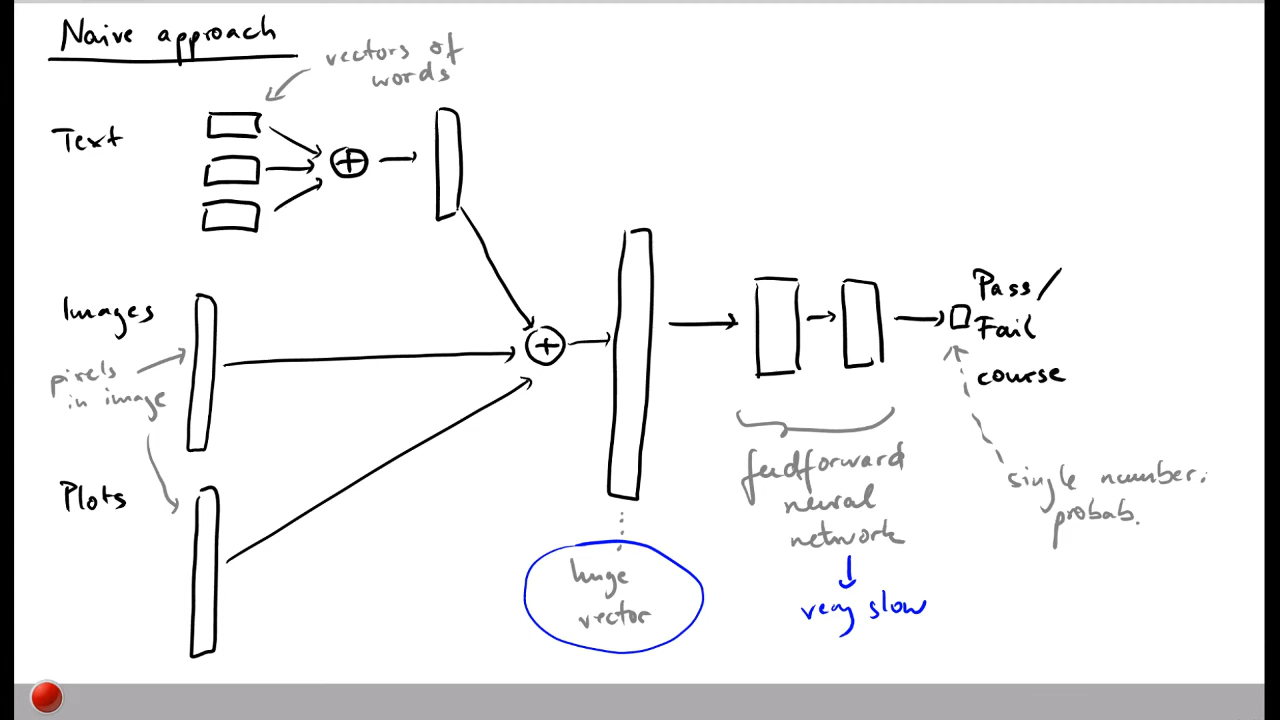 Naive approach
vectors of
words
Text
Images
pixels
in image
Plots
Pass/
Fail
course
feedforward
neural
network
very slow
single number:
probab.
huge
vector